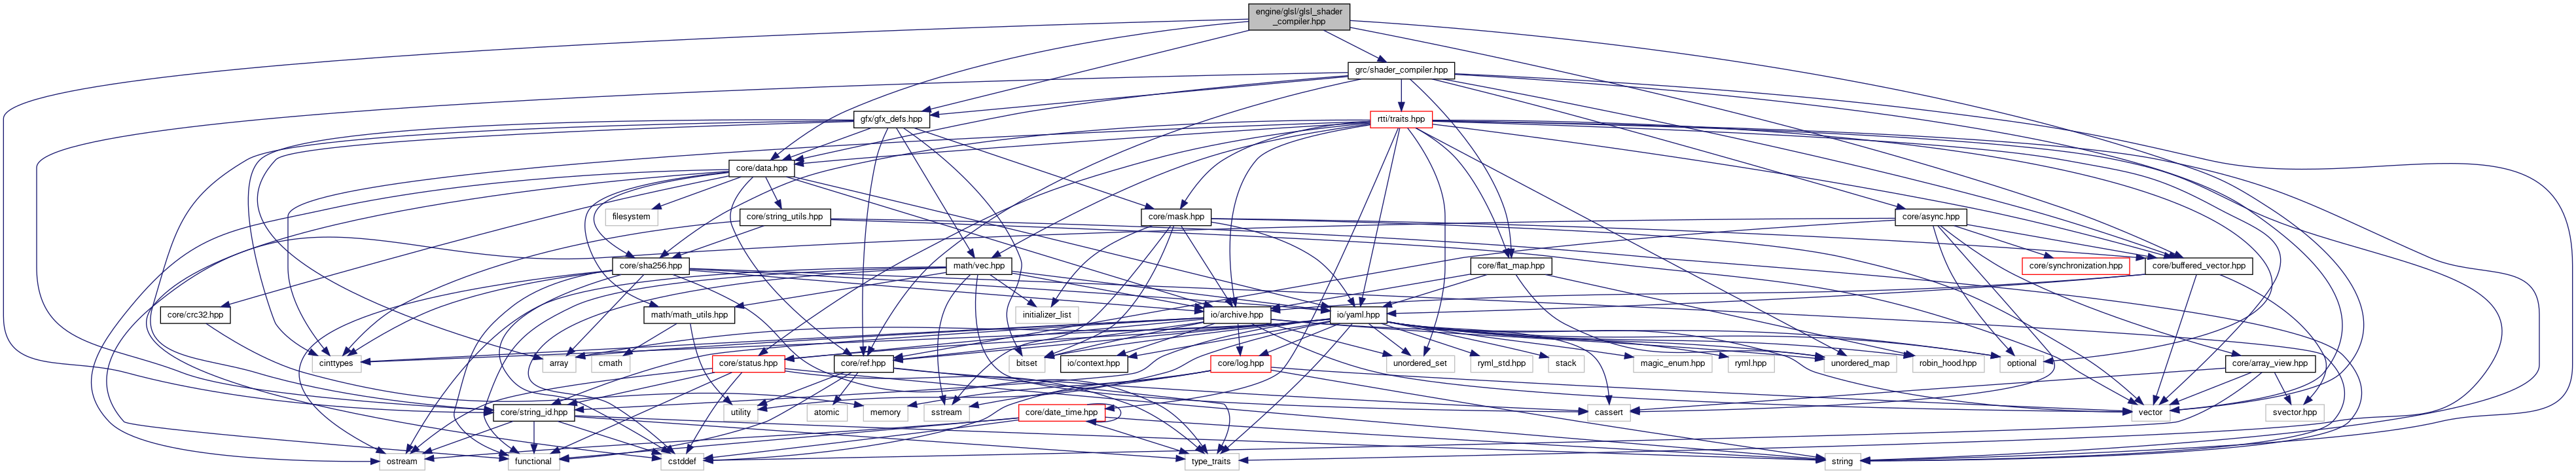 engine/glsl/glsl_shader
_compiler.hpp
grc/shader_compiler.hpp
gfx/gfx_defs.hpp
rtti/traits.hpp
core/data.hpp
filesystem
core/string_utils.hpp
core/mask.hpp
core/async.hpp
core/sha256.hpp
math/vec.hpp
core/flat_map.hpp
core/synchronization.hpp
core/buffered_vector.hpp
core/crc32.hpp
math/math_utils.hpp
initializer_list
io/archive.hpp
io/yaml.hpp
cinttypes
array
cmath
core/status.hpp
core/ref.hpp
bitset
io/context.hpp
core/log.hpp
unordered_set
ryml_std.hpp
stack
magic_enum.hpp
ryml.hpp
unordered_map
robin_hood.hpp
optional
core/array_view.hpp
core/string_id.hpp
utility
atomic
memory
sstream
core/date_time.hpp
cassert
vector
svector.hpp
ostream
functional
cstddef
type_traits
string